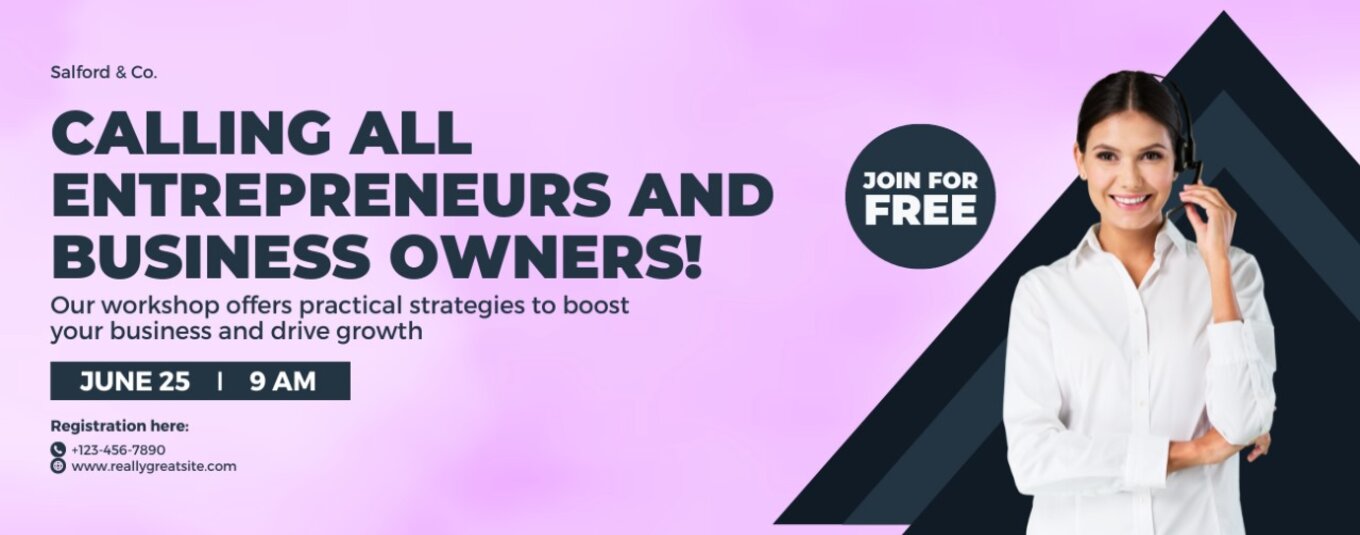 Salford & Co.
CALLING ALL
ENTREPRENEURS AND
BUSINESS OWNERS!
Our workshop offers practical strategies to boost
your business and drive growth
JUNE 25 | 9 AM
Registration here:
+123-456-7890
www.reallygreatsite.com
JOIN FOR
FREE